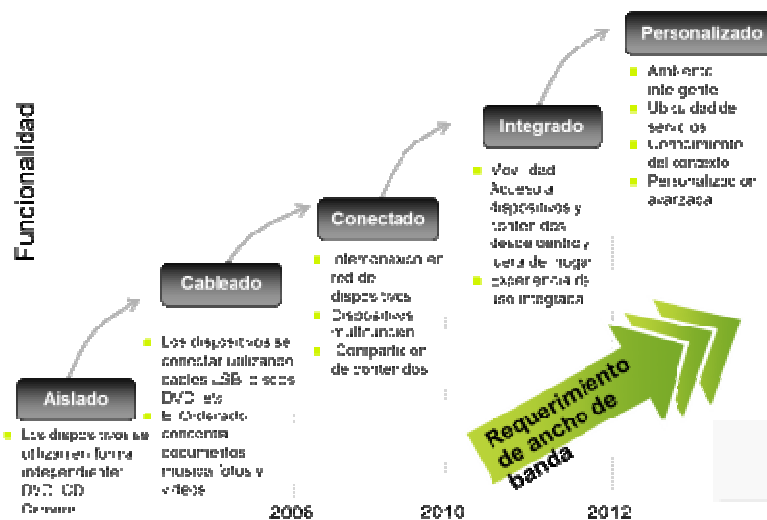 Personalizado
Ambiente
inteligente
Ubicuidad de
servicios
Conocimiento
del contexto
Personalización
avanzada
Integrado
Movilidad
Acceso a
dispositivos y
contenidos
desde dentro y
fuera del hogar
Experiencia de
uso integrada
Conectado
Interconexión en
red de
dispositivos
Dispositivos
multifunción
Compartición
de contenidos
Cableado
Los dispositivos se
conectan utilizando
cables USB, discos
DVD, etc
El Ordenador
concentra
documentos
música fotos y
vídeos
Aislado
Los dispositivos se
utilizan en forma
independiente:
DVD, CD
Funcionalidad
Requerimiento
de ancho de
banda
2006
2010
2012